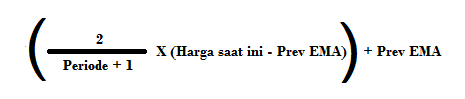 2
X (Harga saat ini - Prev EMA) + Prev EMA
Periode + 1